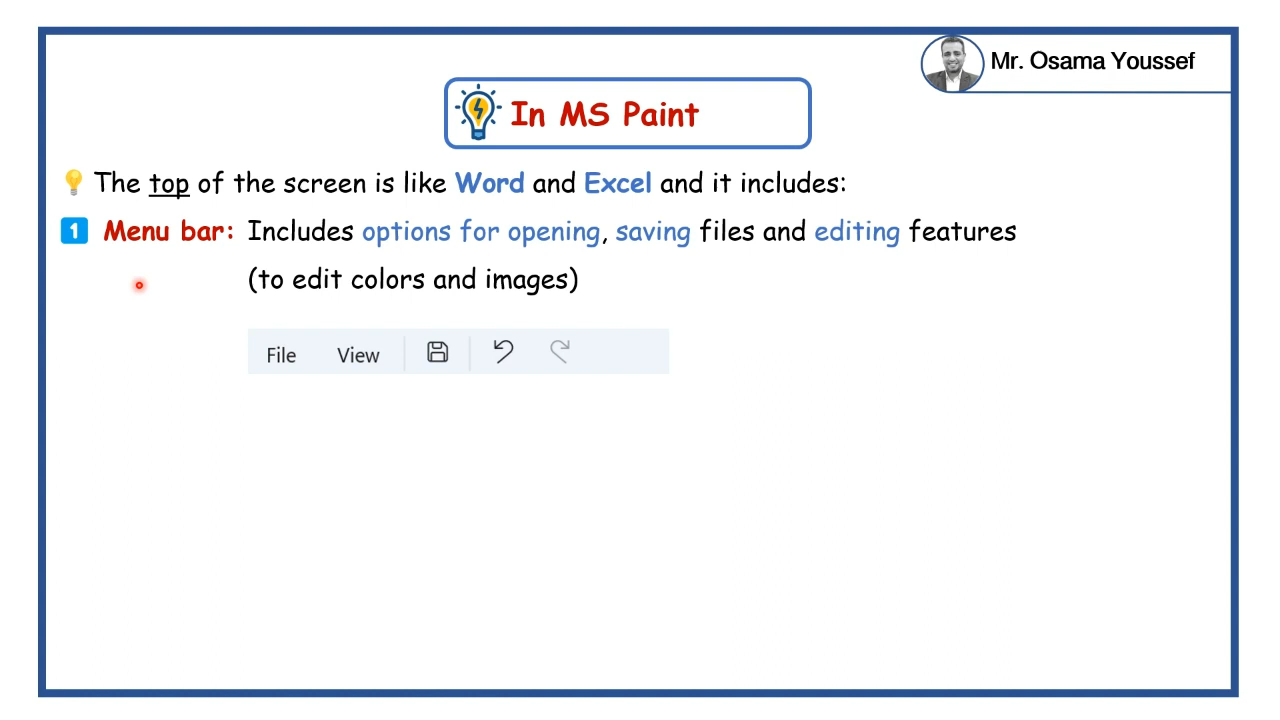 Mr. Osama Youssef
In MS Paint
The top of the screen is like Word and Excel and it includes:
1 Menu bar: Includes options for opening, saving files and editing features
(to edit colors and images)
File View